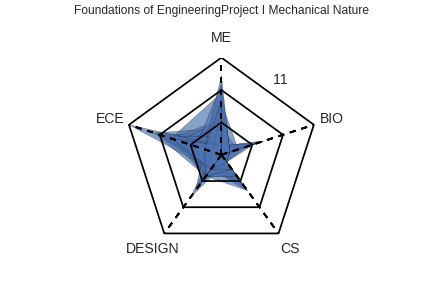 Foundations of EngineeringProject I Mechanical Nature
ME
11
ECE
BIO
DESIGN
CS